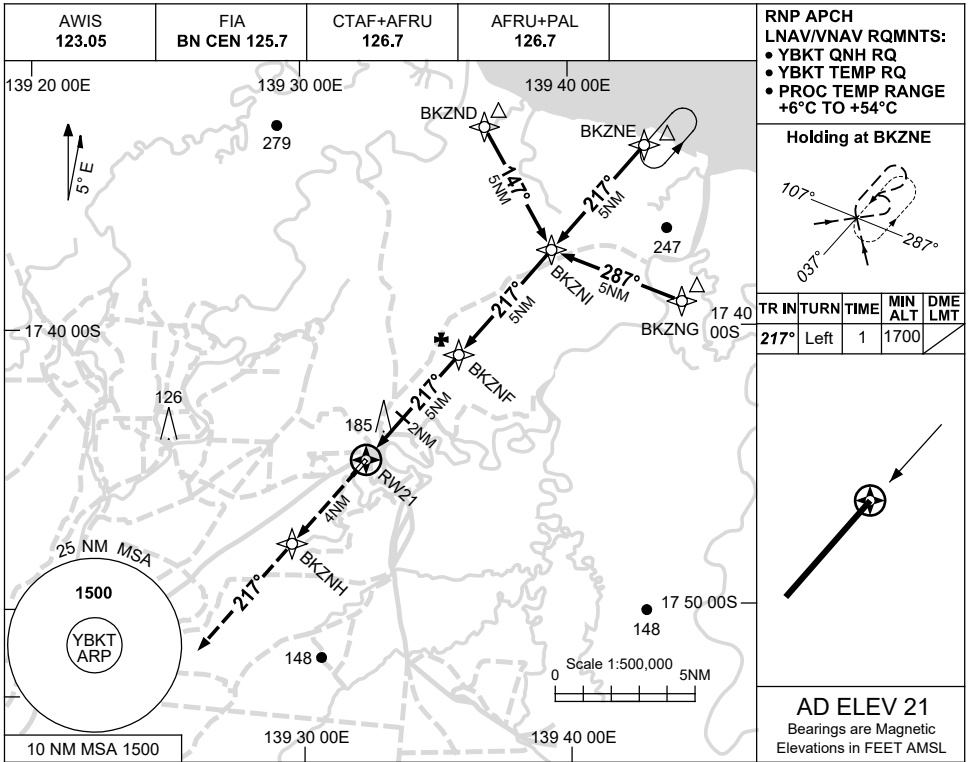 AWIS
123.05
FIA
BN CEN 125.7
CTAF+AFRU
126.7
AFRU+PAL
126.7
RNP APCH
LNAV/VNAV RQMNTS:
• YBKT QNH RQ
• YBKT TEMP RQ
• PROC TEMP RANGE
+6°C TO +54°C
Holding at BKZNE
107°
287°
037°
TR IN TURN TIME MIN ALT DME LMT
217° Left 1 1700
139 20 00E
139 30 00E
139 40 00E
5° E
279
BKZND
BKZNE
147°
5NM
217°
5NM
247
BKZNI
287°
5NM
BKZNG
217°
5NM
17 40 00S
17 40
00S
BKZNF
217°
5NM
126
185
2NM
RW21
4NM
BKZNH
217°
25 NM MSA
1500
YBKT
ARP
10 NM MSA 1500
17 50 00S
148
148
Scale 1:500,000
0
5NM
139 30 00E
139 40 00E
AD ELEV 21
Bearings are Magnetic
Elevations in FEET AMSL